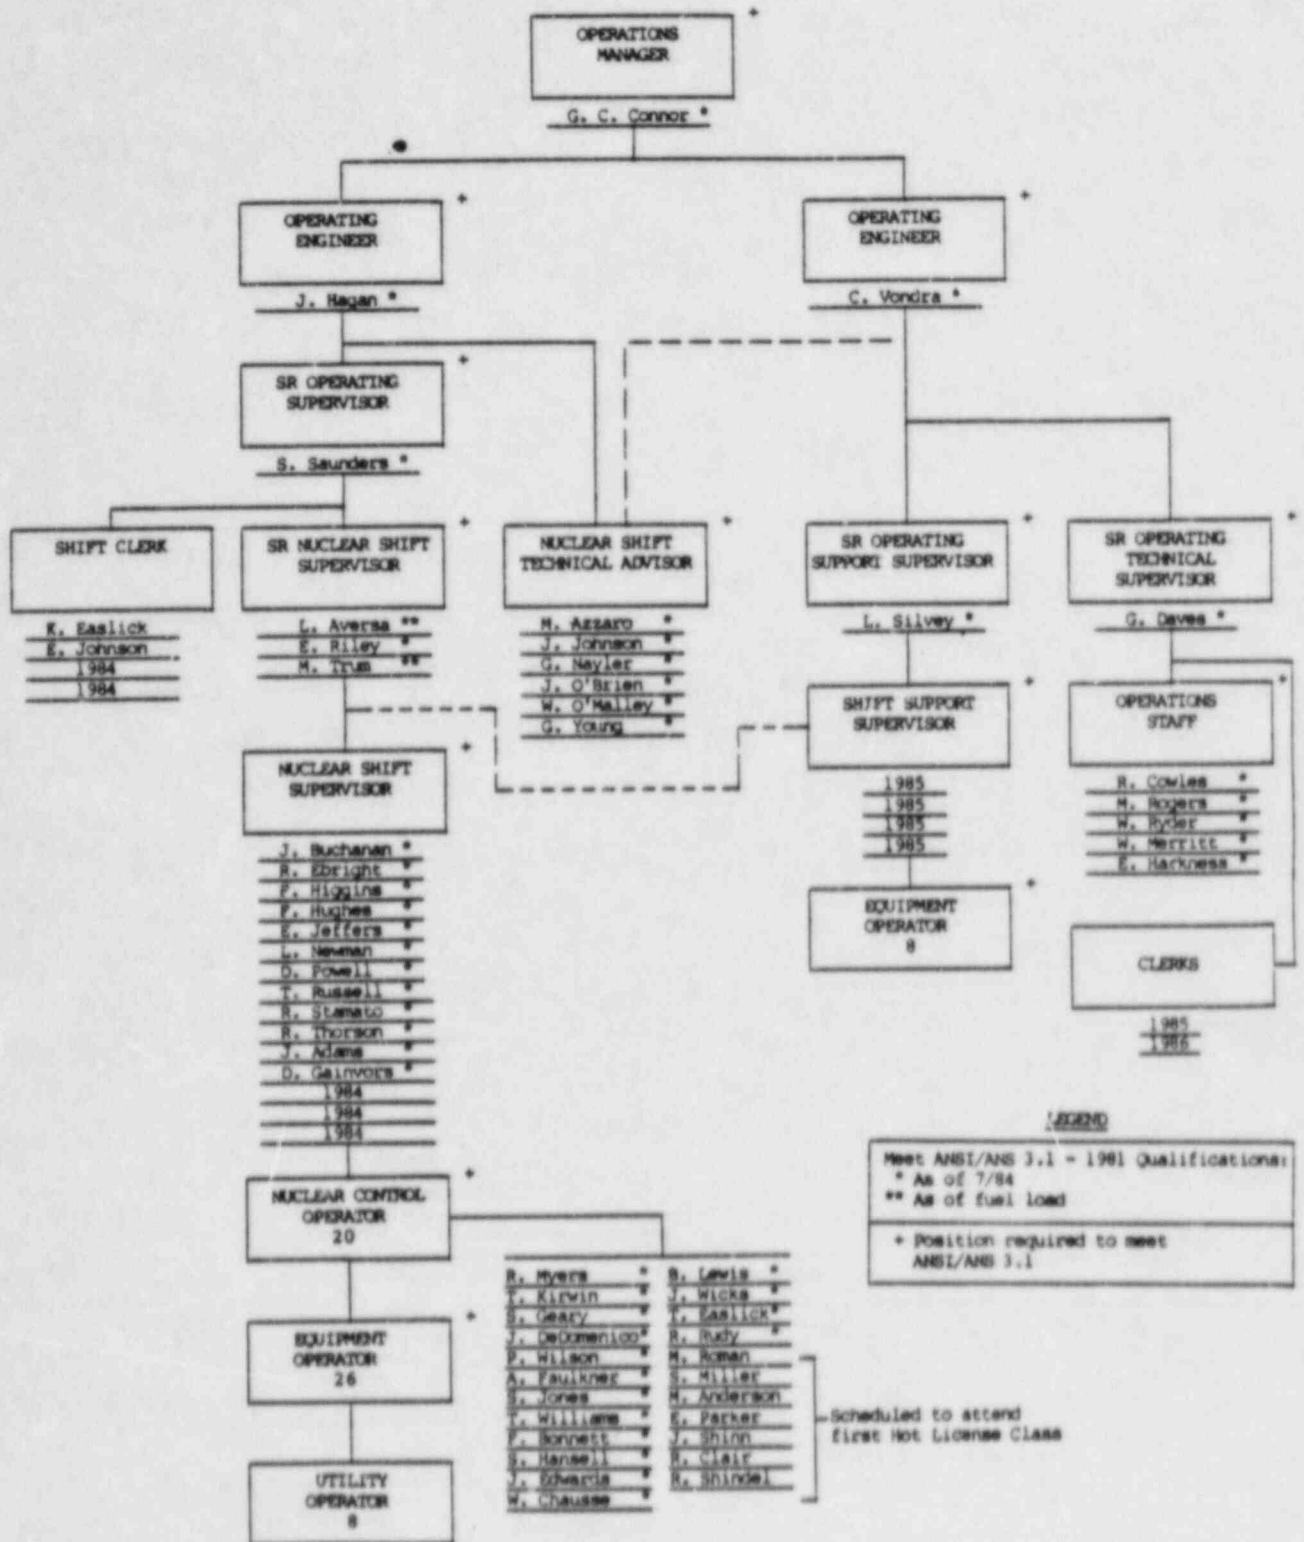 +
OPERATIONS
MANAGER
G. C. Connor *
+
OPERATING
ENGINEER
J. Hagan *
+
OPERATING
ENGINEER
C. Vondra *
+
SR OPERATING
SUPERVISOR
S. Saunders *
SHIFT CLERK
K. Easlick
E. Johnson
1984
1984
+
SR NUCLEAR SHIFT
SUPERVISOR
L. Aversa **
E. Riley *
M. Trum **
+
NUCLEAR SHIFT
TECHNICAL ADVISOR
M. Azzaro *
J. Johnson *
G. Nayler *
J. O'Brien *
W. O'Malley *
G. Young *
+
SR OPERATING
SUPPORT SUPERVISOR
L. Silvey *
+
SR OPERATING
TECHNICAL
SUPERVISOR
G. Daves *
+
SHIFT SUPPORT
SUPERVISOR
1985
1985
1985
1985
+
OPERATIONS
STAFF
R. Cowles *
M. Rogers *
W. Ryder *
W. Merritt *
E. Harkness *
+
NUCLEAR SHIFT
SUPERVISOR
J. Buchanan *
R. Ebright *
F. Higgins *
F. Hughes *
E. Jeffers *
L. Newman *
D. Powell *
T. Russell *
R. Stamato *
R. Thorson *
J. Adams *
D. Gainvors *
1984
1984
1984
+
EQUIPMENT
OPERATOR
8
CLERKS
1985
1986
+
NUCLEAR CONTROL
OPERATOR
20
R. Myers *
T. Kirwin *
S. Geary *
J. DeDomenico *
P. Wilson *
A. Faulkner *
S. Jones *
T. Williams *
F. Bonnett *
S. Hansell *
J. Edwards *
W. Chausse *
B. Lewis *
J. Wicks *
T. Easlick *
R. Rudy *
M. Roman
S. Miller
M. Anderson
E. Parker
J. Shinn
R. Clair
R. Shindel
Scheduled to attend
first Hot License Class
+
EQUIPMENT
OPERATOR
26
UTILITY
OPERATOR
8
LEGEND
Meet ANSI/ANS 3.1 - 1981 Qualifications:
* As of 7/84
** As of fuel load
+ Position required to meet
ANSI/ANS 3.1